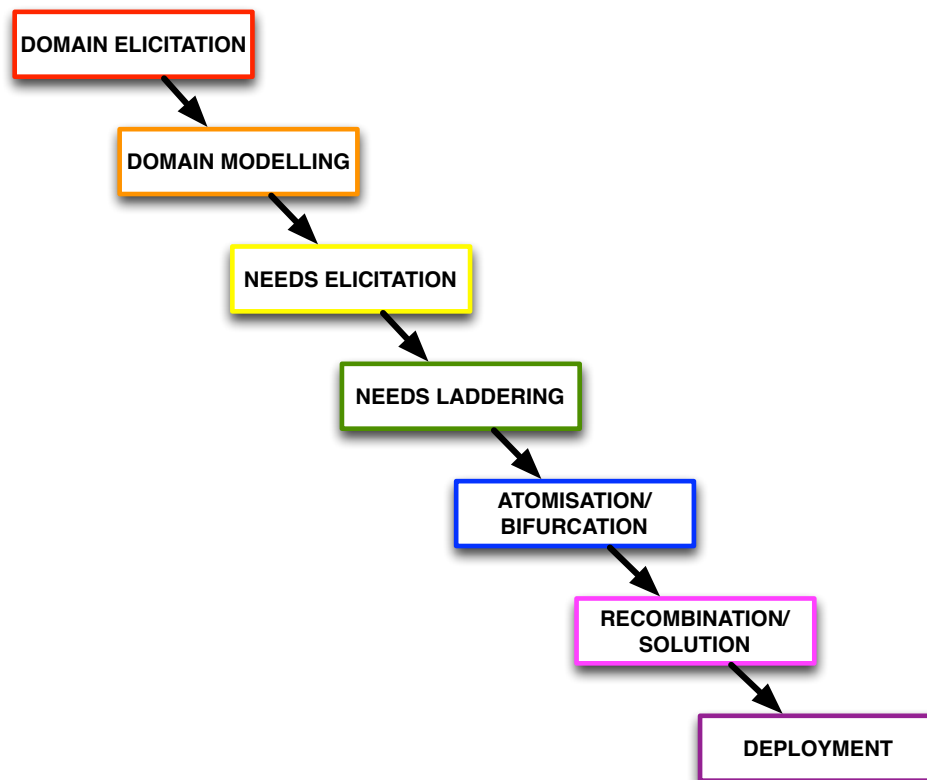 DOMAIN ELICITATION
DOMAIN MODELLING
NEEDS ELICITATION
NEEDS LADDERING
ATOMISATION/
BIFURCATION
RECOMBINATION/
SOLUTION
DEPLOYMENT